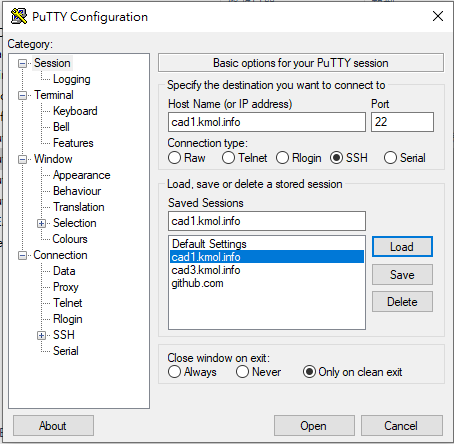 PuTTY Configuration
Category:
Session
Logging
Terminal
Keyboard
Bell
Features
Window
Appearance
Behaviour
Translation
Selection
Colours
Connection
Data
Proxy
Telnet
Rlogin
SSH
Serial
Basic options for your PuTTY session
Specify the destination you want to connect to
Host Name (or IP address) Port
cad1.kmol.info 22
Connection type:
Raw Telnet Rlogin SSH Serial
Load, save or delete a stored session
Saved Sessions
cad1.kmol.info
Default Settings
cad1.kmol.info
cad3.kmol.info
github.com
Load
Save
Delete
Close window on exit:
Always Never Only on clean exit
About Open Cancel